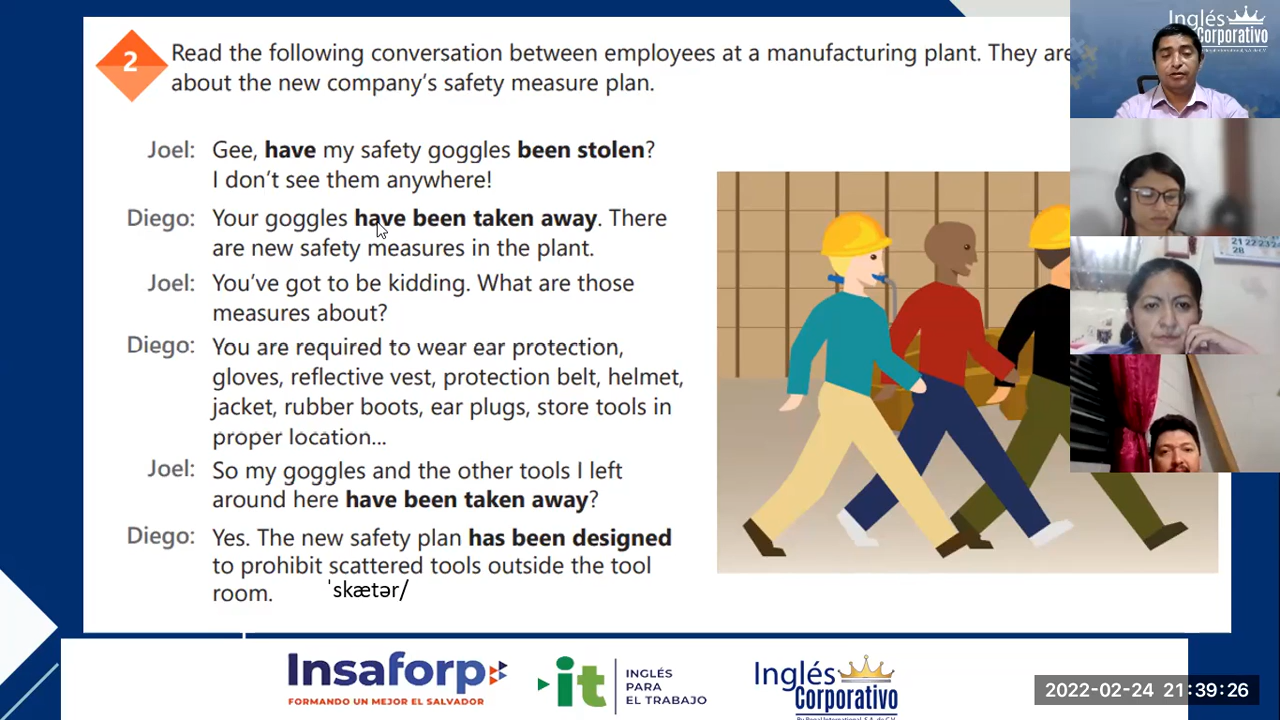 2
Read the following conversation between employees at a manufacturing plant. They are
about the new company's safety measure plan.
Joel: Gee, have my safety goggles been stolen?
I don't see them anywhere!
Diego: Your goggles have been taken away. There
are new safety measures in the plant.
Joel: You've got to be kidding. What are those
measures about?
Diego: You are required to wear ear protection,
gloves, reflective vest, protection belt, helmet,
jacket, rubber boots, ear plugs, store tools in
proper location...
Joel: So my goggles and the other tools I left
around here have been taken away?
Diego: Yes. The new safety plan has been designed
to prohibit scattered tools outside the tool
room.
ˈskætər/
Inglés
Corporativo
21 22 23 24
28
Insaforp
FORMANDO UN MEJOR EL SALVADOR
it
INGLÉS
PARA
EL TRABAJO
Inglés
Corporativo
2022-02-24 21:39:26